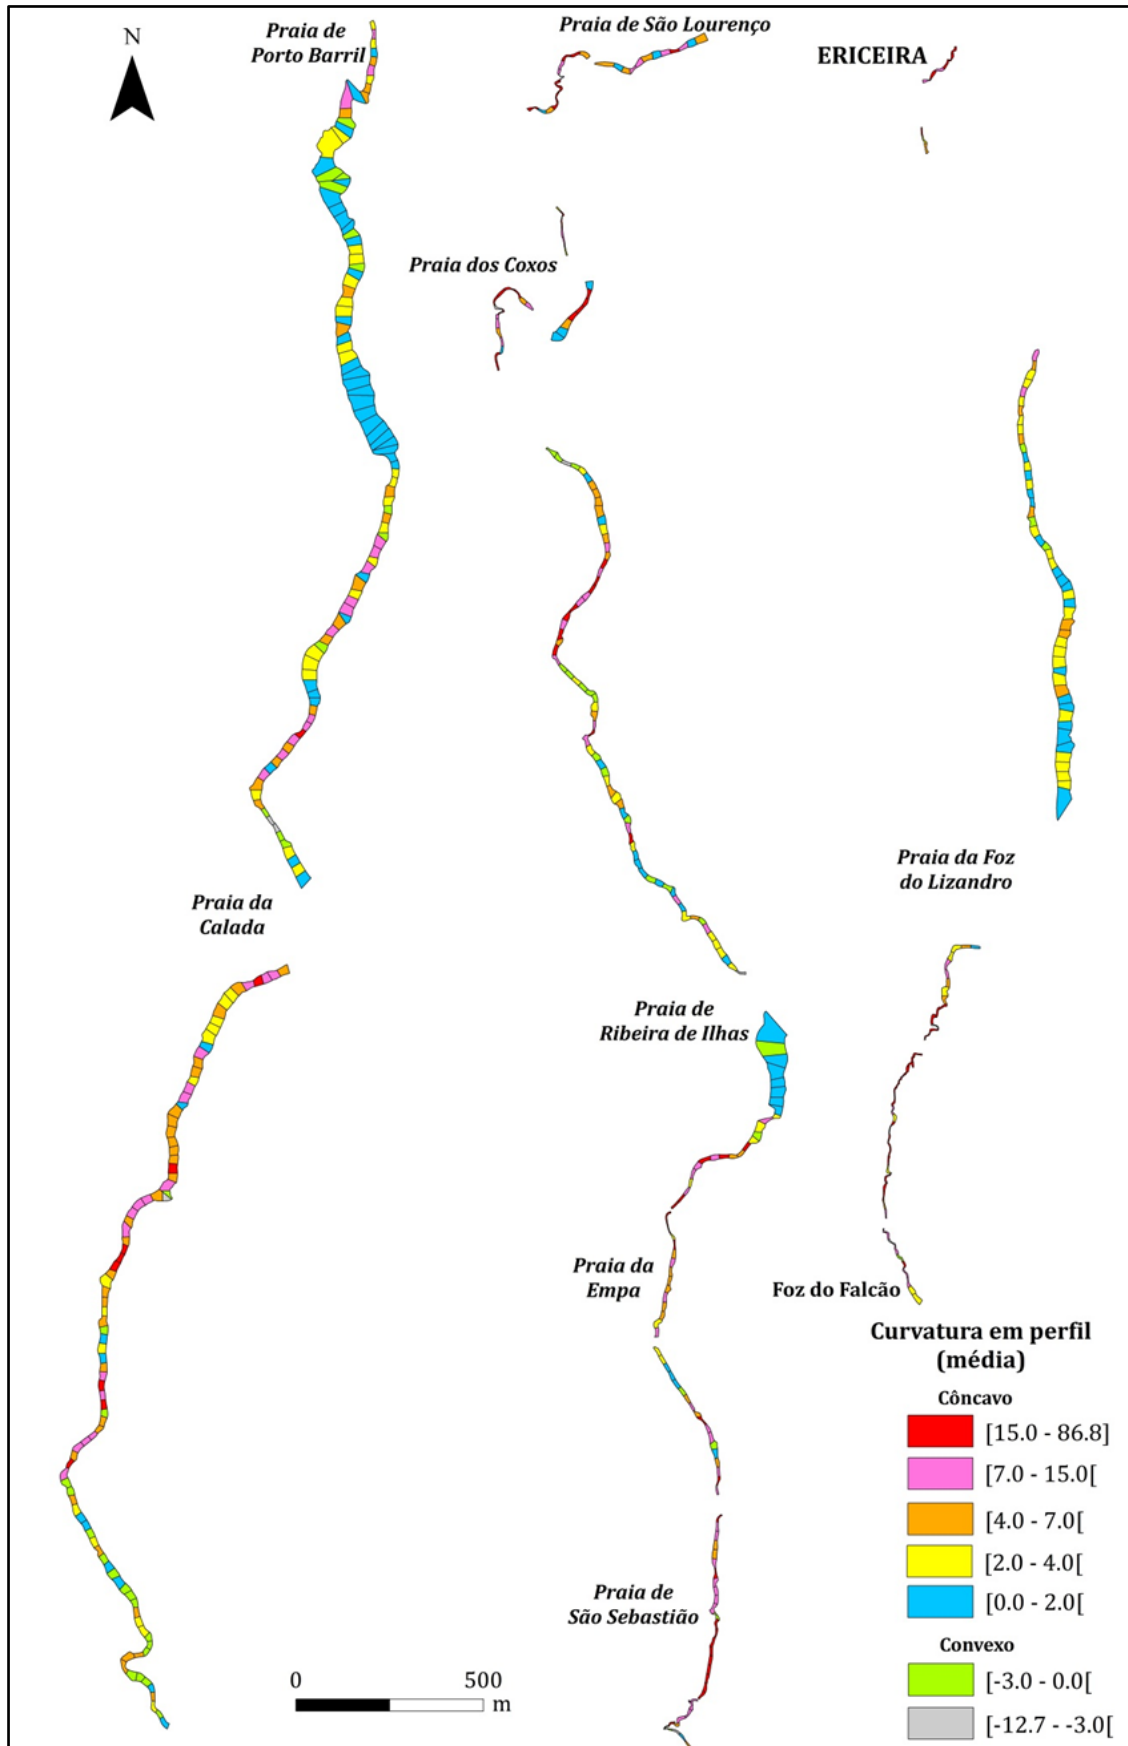 N
Praia de
Porto Barril
Praia de São Lourenço
ERICEIRA
Praia dos Coxos
Praia da Foz
do Lizandro
Praia da
Calada
Praia de
Ribeira de Ilhas
Praia da
Empa
Foz do Falcão
Praia de
São Sebastião
0 500
m
Curvatura em perfil
(média)
Côncavo
[15.0 - 86.8]
[7.0 - 15.0[
[4.0 - 7.0[
[2.0 - 4.0[
[0.0 - 2.0[
Convexo
[-3.0 - 0.0[
[-12.7 - -3.0[